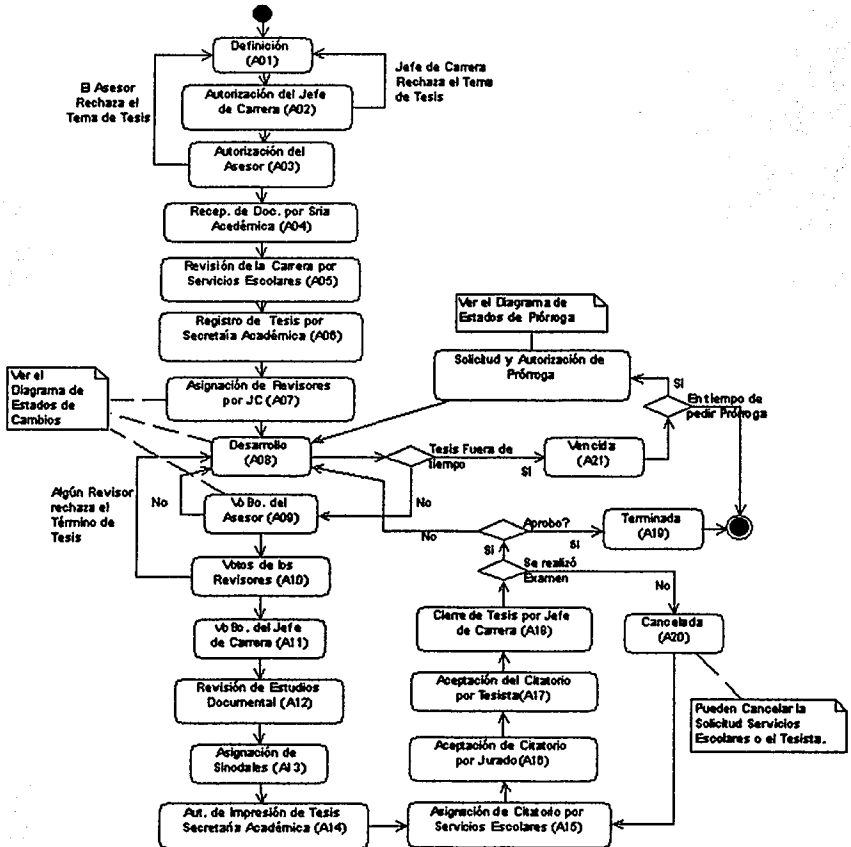 Definición
(A01)
El Asesor
Rechaza el
Tema de Tesis
Jefe de Carrera
Rechaza el Tema
de Tesis
Autorización del Jefe
de Carrera (A02)
Autorización del
Asesor (A03)
Recep. de Doc. por Sria
Acedémica (A04)
Revisión de la Carrera por
Servicios Escolares (A05)
Registro de Tesis por
Secretaía Académica (A06)
Ver el Diagrama de
Estados de Prórroga
Solicitud y Autorización de
Prórroga
Ver el
Diagrama de
Estados de
Cambios
Asignación de Revisores
por JC (A07)
SI
En tiempo de
pedir Prórroga
Desarrollo
(A08)
Tesis Fuera de
Tiempo
SI
Vencida
(A21)
Algún Revisor
rechaza el
Término de
Tesis
No
Vo Bo. del
Asesor (A09)
No
No
Aprobo?
SI
SI
Terminada
(A19)
Votos de los
Revisores (A10)
Se realizó
Examen
No
Vo Bo. del Jefe
de Carrera (A11)
Cierre de Tesis por Jefe
de Carrera (A18)
Cancelada
(A20)
Revisión de Estudios
Documental (A12)
Aceptación del Citatorio
por Tesista(A17)
Pueden Cancelar la
Solicitud Servicios
Escolares o el Tesista.
Asignación de
Sinodales (A13)
Aceptación de Citatorio
por Jurado(A16)
Aut. de Impresión de Tesis
Secretaría Académica (A14)
Asignación de Citatorio por
Servicios Escolares (A15)